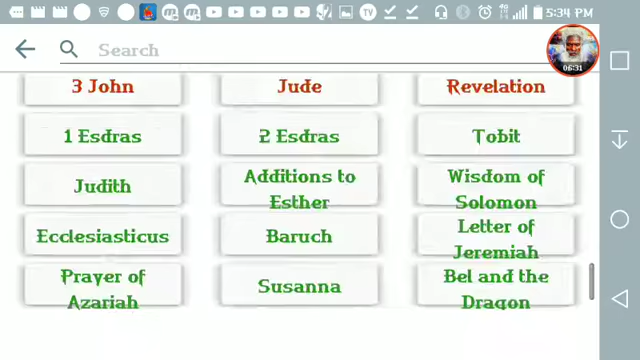 5:34 PM
Search
06:31
3 John
Jude
Revelation
1 Esdras
2 Esdras
Tobit
Judith
Additions to
Esther
Wisdom of
Solomon
Ecclesiasticus
Baruch
Letter of
Jeremiah
Prayer of
Azariah
Susanna
Bel and the
Dragon